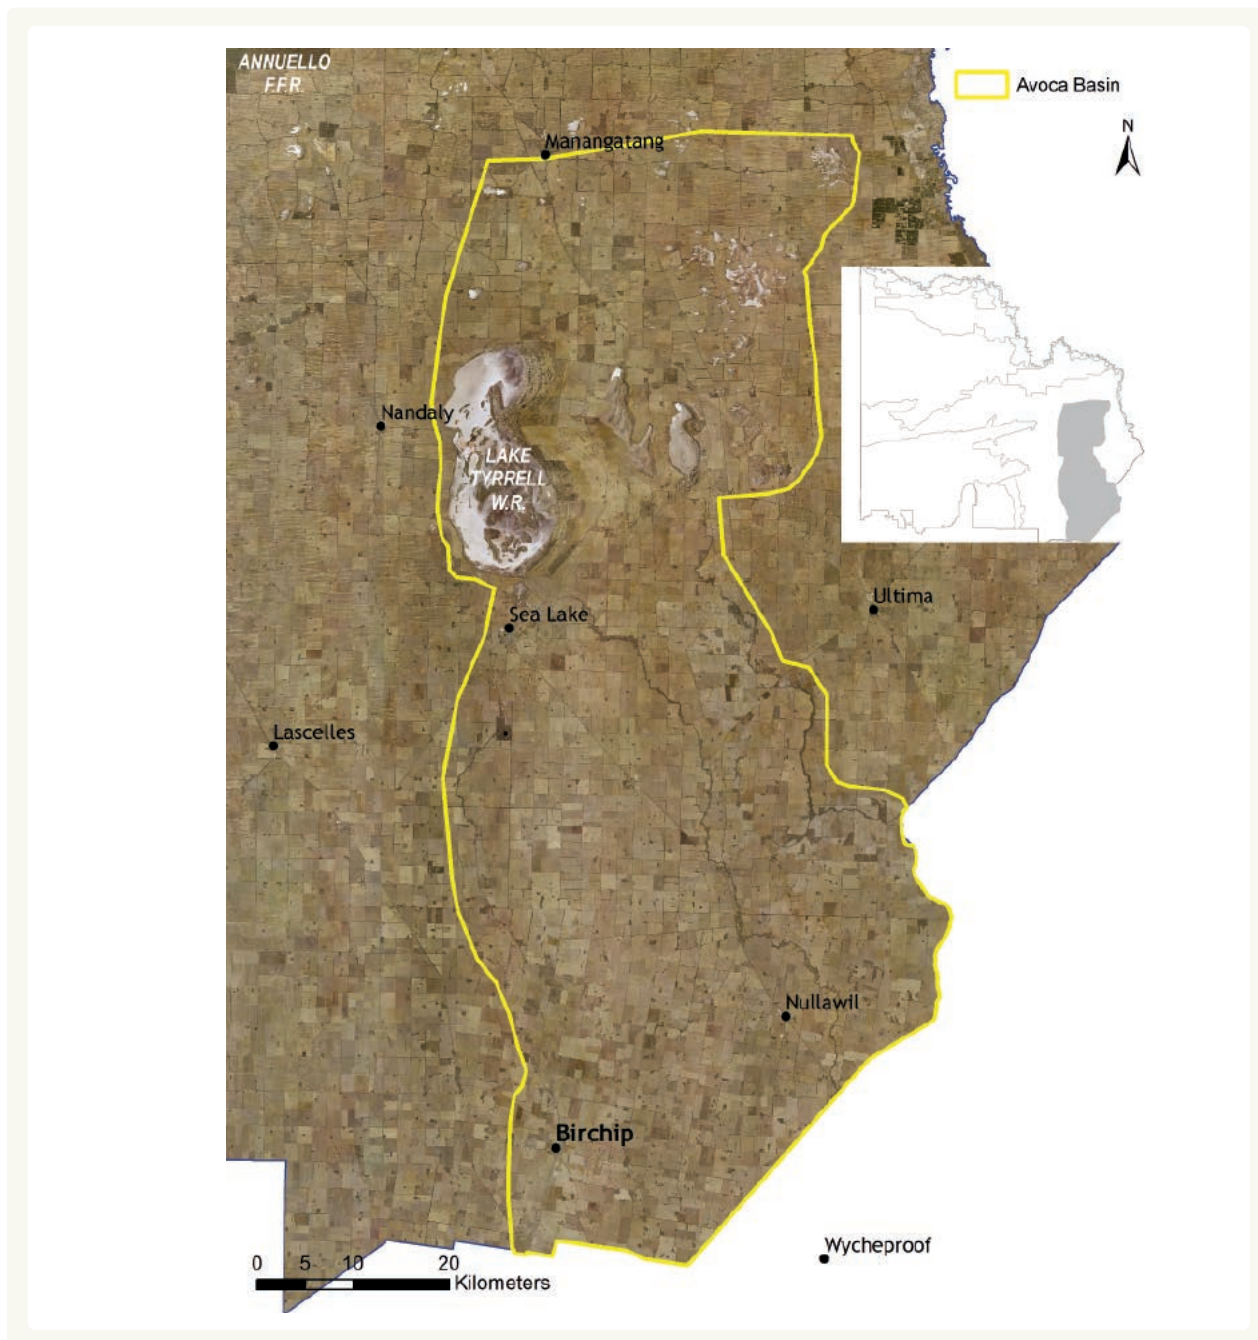 ANNUELLO
F.F.R.
Avoca Basin
N
Manangatang
Nandaly
LAKE
TYRRELL
W.R.
Ultima
Sea Lake
Lascelles
Nullawil
Birchip
Wycheproof
0 5 10 20
Kilometers